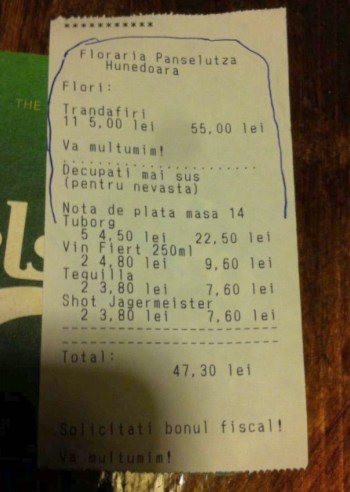 **********
Floraria Panselutza
Hunedoara
Flori:
Trandafiri
11 5,00 lei 55,00 lei
Va multumim!
......................
Decupati mai sus
(pentru nevasta)
Nota de plata masa 14
Tuborg
5 4,50 lei 22,50 lei
Vin Fiert 250ml
2 4,80 lei 9,60 lei
Tequilla
2 3,80 lei 7,60 lei
Shot Jagermeister
2 3,80 lei 7,60 lei
------------------------
------------------------
Total:
47,30 lei
Solicitati bonul fiscal!
Va multumim!
THE